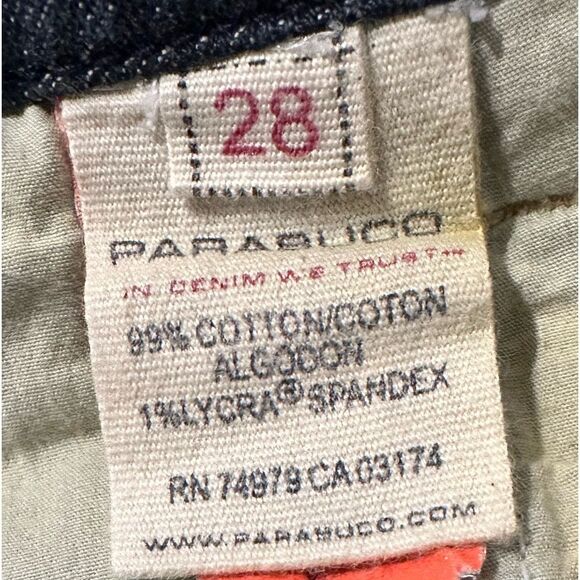 28
PARASUCO
IN DENIM WE TRUST™
99% COTTON/COTON
ALGODON
1% LYCRA® SPANDEX
RN 74979 CA 03174
WWW.PARASUCO.COM